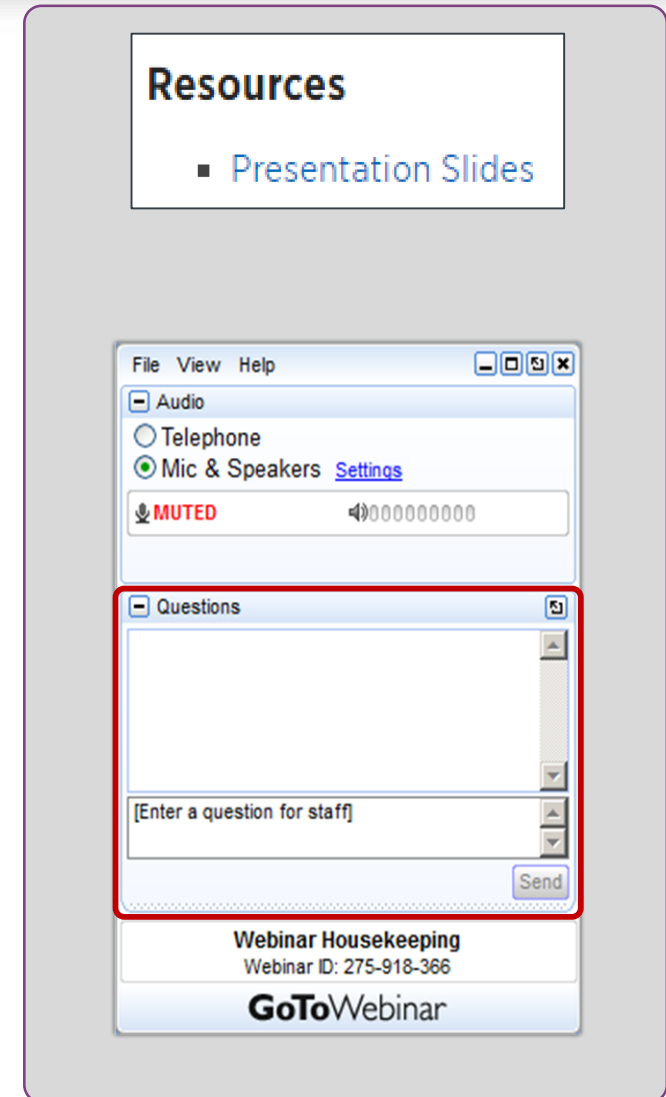 Resources
▪ Presentation Slides
File View Help
Audio
Telephone
Mic & Speakers Settings
MUTED 000000000
Questions
[Enter a question for staff]
Send
Webinar Housekeeping
Webinar ID: 275-918-366
GoToWebinar